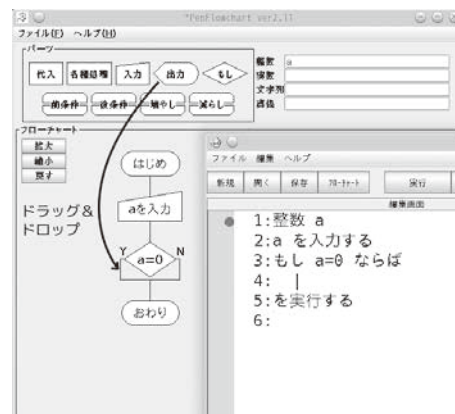 *PenFlowchart ver2.11
ファイル(F) ヘルプ(H)
パーツ
代入 各種処理 入力 出力 もし
前条件 後条件 増やし 減らし
整数 a
実数
文字列
真偽
フローチャート
拡大
縮小
戻す
ドラッグ&
ドロップ
はじめ
aを入力
Y N
a=0
おわり
ファイル 編集 ヘルプ
新規 開く 保存 フローチャート 実行
編集画面
1:整数 a
2:a を入力する
3:もし a=0 ならば
4: |
5:を実行する
6: